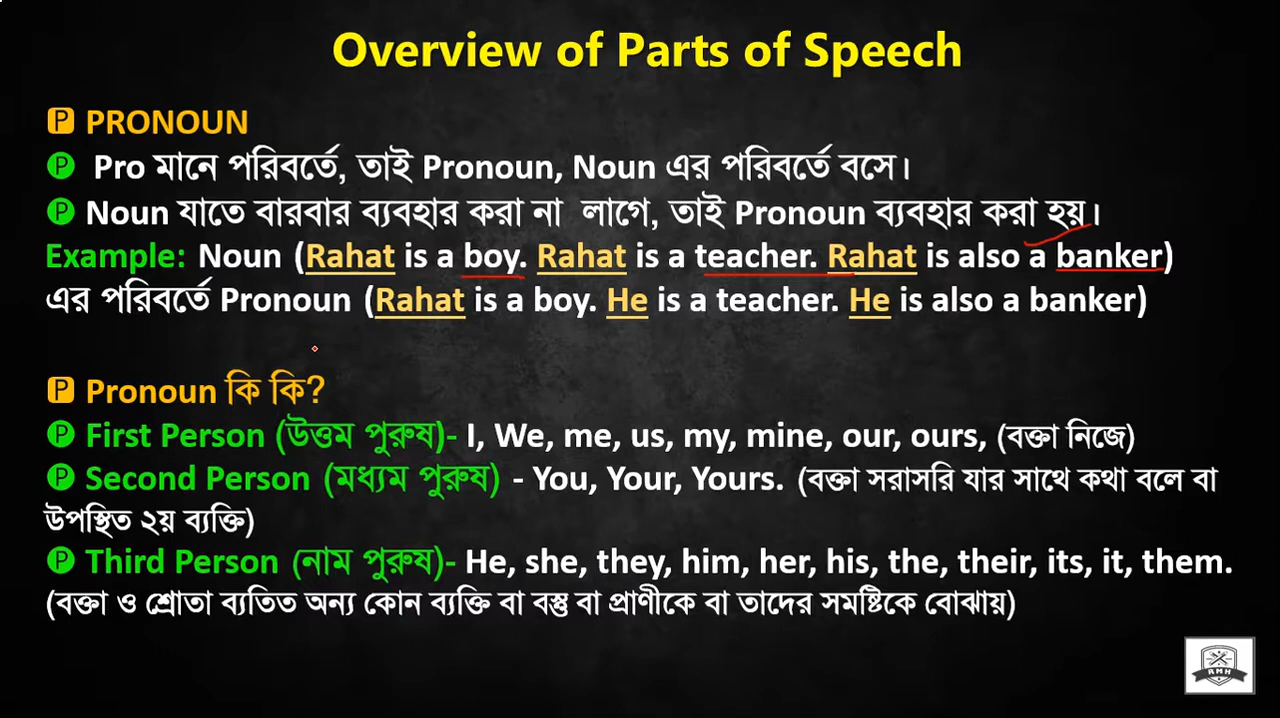 Overview of Parts of Speech
🅿 PRONOUN
🅟 Pro মানে পরিবর্তে, তাই Pronoun, Noun এর পরিবর্তে বসে।
🅟 Noun যাতে বারবার ব্যবহার করা না লাগে, তাই Pronoun ব্যবহার করা হয়।
Example: Noun (Rahat is a boy. Rahat is a teacher. Rahat is also a banker)
এর পরিবর্তে Pronoun (Rahat is a boy. He is a teacher. He is also a banker)
🅿 Pronoun কি কি?
🅟 First Person (উত্তম পুরুষ)- I, We, me, us, my, mine, our, ours, (বক্তা নিজে)
🅟 Second Person (মধ্যম পুরুষ) - You, Your, Yours. (বক্তা সরাসরি যার সাথে কথা বলে বা
উপস্থিত ২য় ব্যক্তি)
🅟 Third Person (নাম পুরুষ)- He, she, they, him, her, his, the, their, its, it, them.
(বক্তা ও শ্রোতা ব্যতিত অন্য কোন ব্যক্তি বা বস্তু বা প্রাণীকে বা তাদের সমষ্টিকে বোঝায়)
RMH